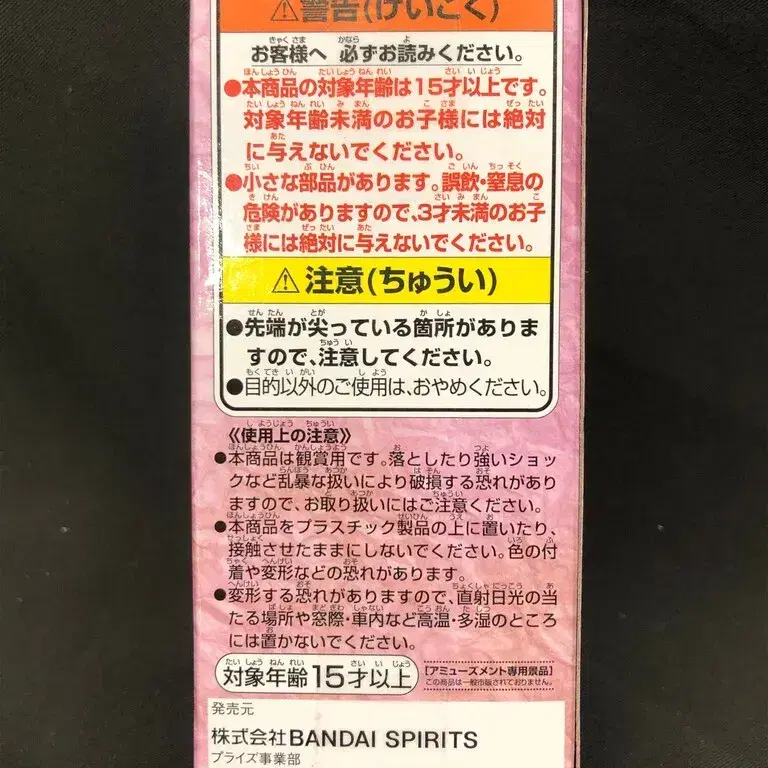 ⚠警告(けいこく)
お客様へ 必ずお読みください。
●本商品の対象年齢は15才以上です。
対象年齢未満のお子様には絶対
に与えないでください。
●小さな部品があります。誤飲・窒息の
危険がありますので、3才未満のお子
様には絶対に与えないでください。
⚠注意(ちゅうい)
●先端が尖っている箇所がありま
すので、注意してください。
●目的以外のご使用は、おやめください。
《使用上の注意》
●本商品は観賞用です。落としたり強いショッ
クなど乱暴な扱いにより破損する恐れがあり
ますので、お取り扱いにはご注意ください。
●本商品をプラスチック製品の上に置いたり、
接触させたままにしないでください。色の付
着や変形などの恐れがあります。
●変形する恐れがありますので、直射日光の当
たる場所や窓際・車内など高温・多湿のところ
には置かないでください。
対象年齢15才以上
[アミューズメント専用景品]
この商品は一般市販されておりません。
発売元
株式会社BANDAI SPIRITS
プライズ事業部